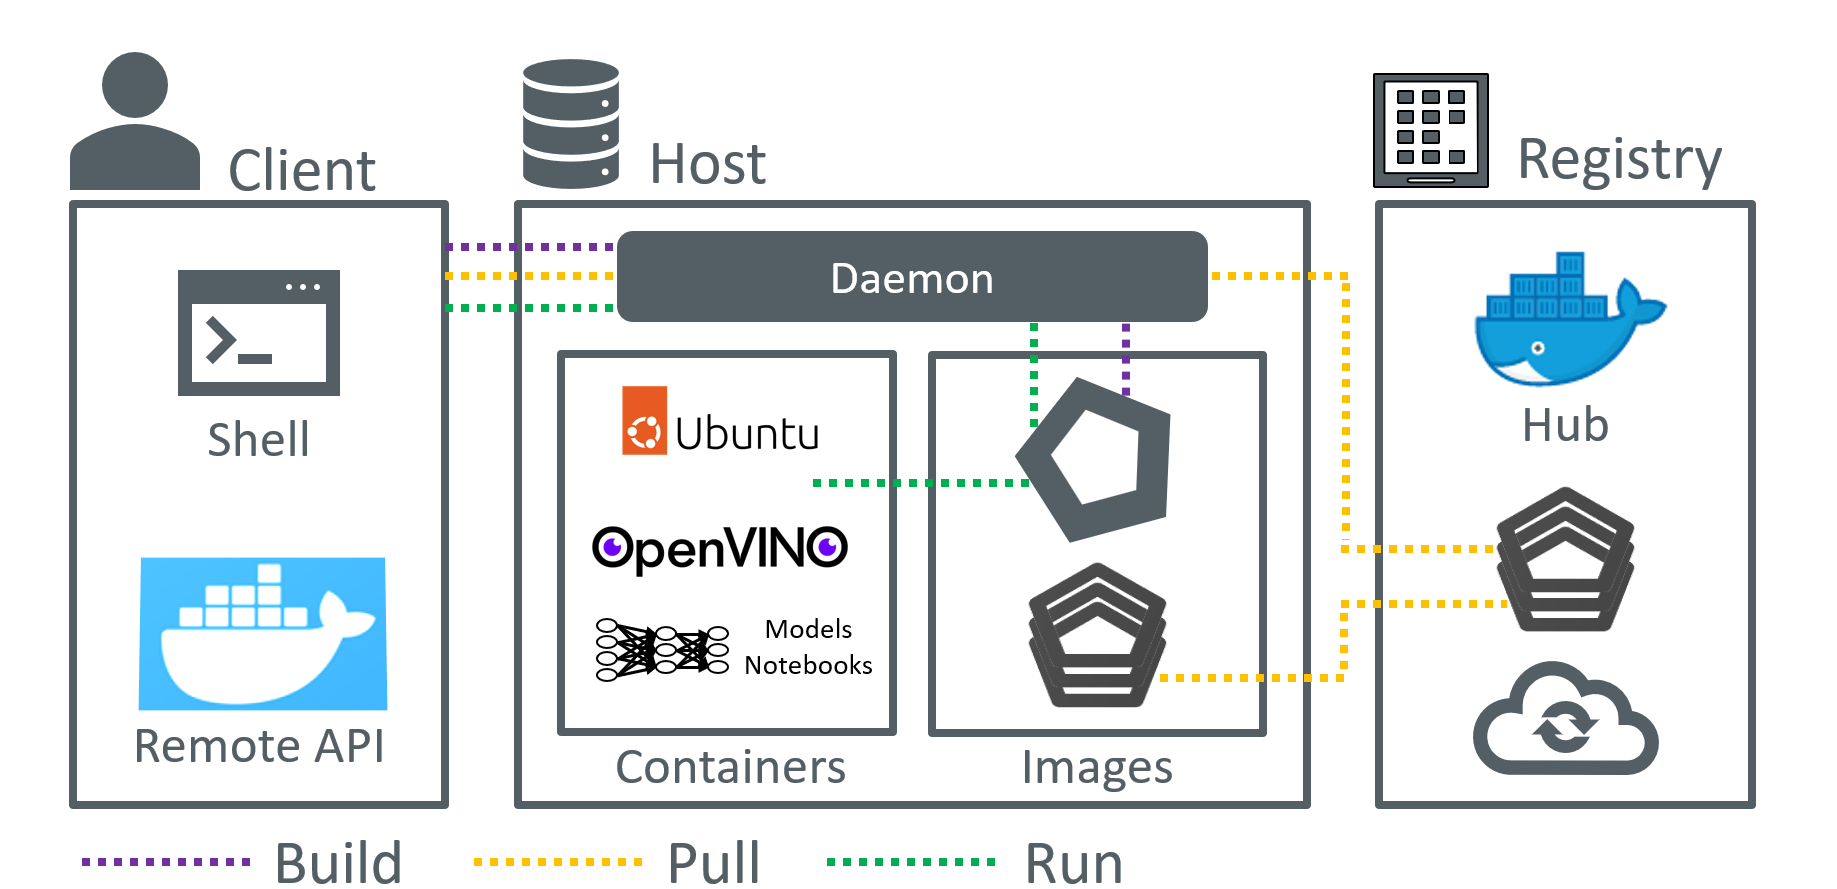 Client
Host
Registry
Daemon
Shell
Remote API
Ubuntu
OpenVINO
Models
Notebooks
Containers
Images
Hub
Build
Pull
Run